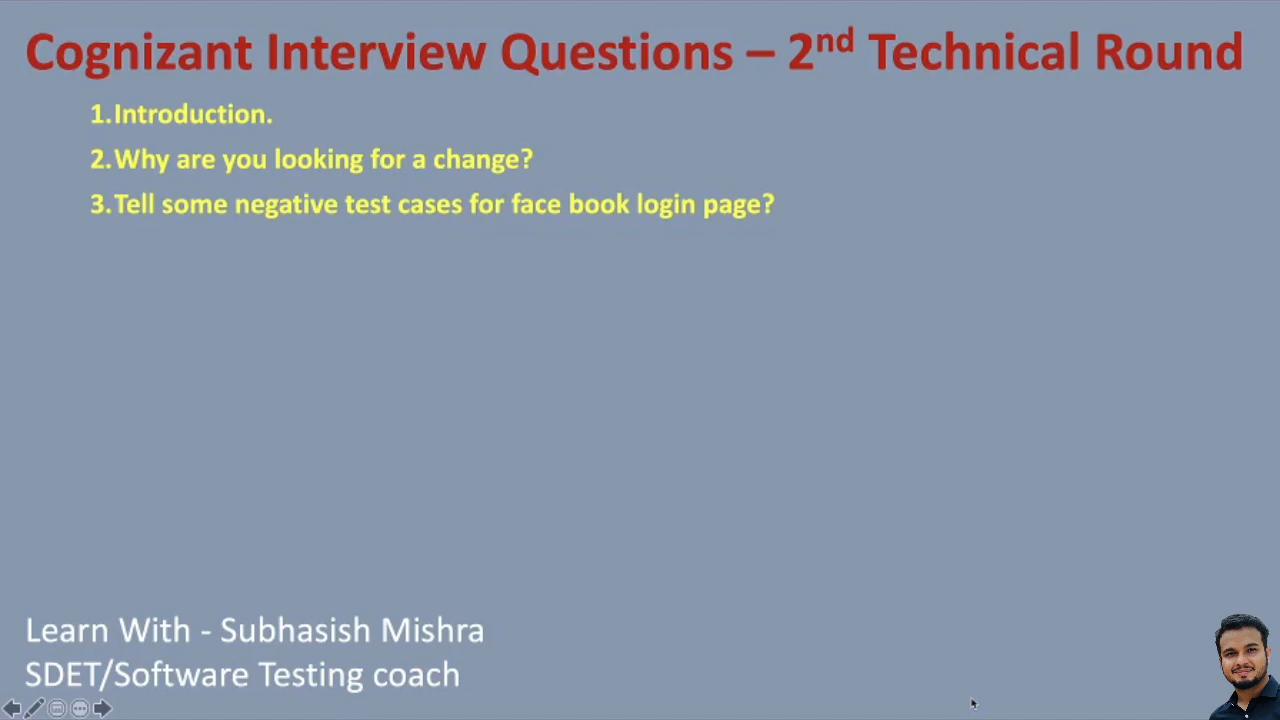 Cognizant Interview Questions – 2nd Technical Round
1.Introduction.
2.Why are you looking for a change?
3.Tell some negative test cases for face book login page?
Learn With - Subhasish Mishra
SDET/Software Testing coach